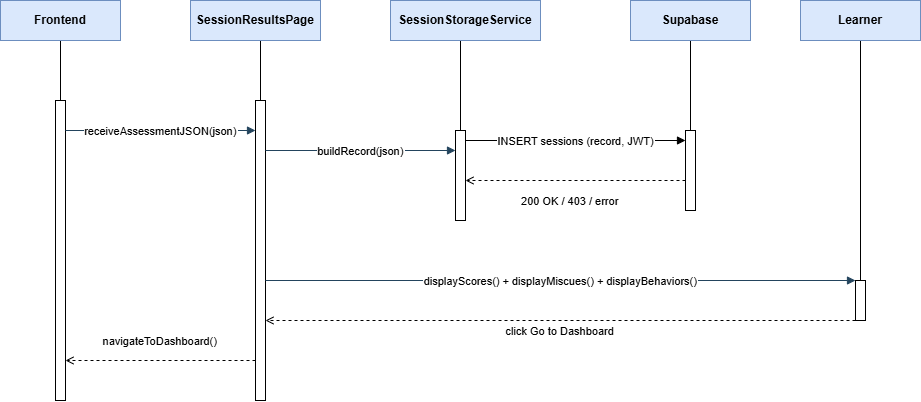 Frontend
SessionResultsPage
SessionStorageService
Supabase
Learner
receiveAssessmentJSON(json)
buildRecord(json)
INSERT sessions (record, JWT)
200 OK / 403 / error
displayScores() + displayMiscues() + displayBehaviors()
click Go to Dashboard
navigateToDashboard()